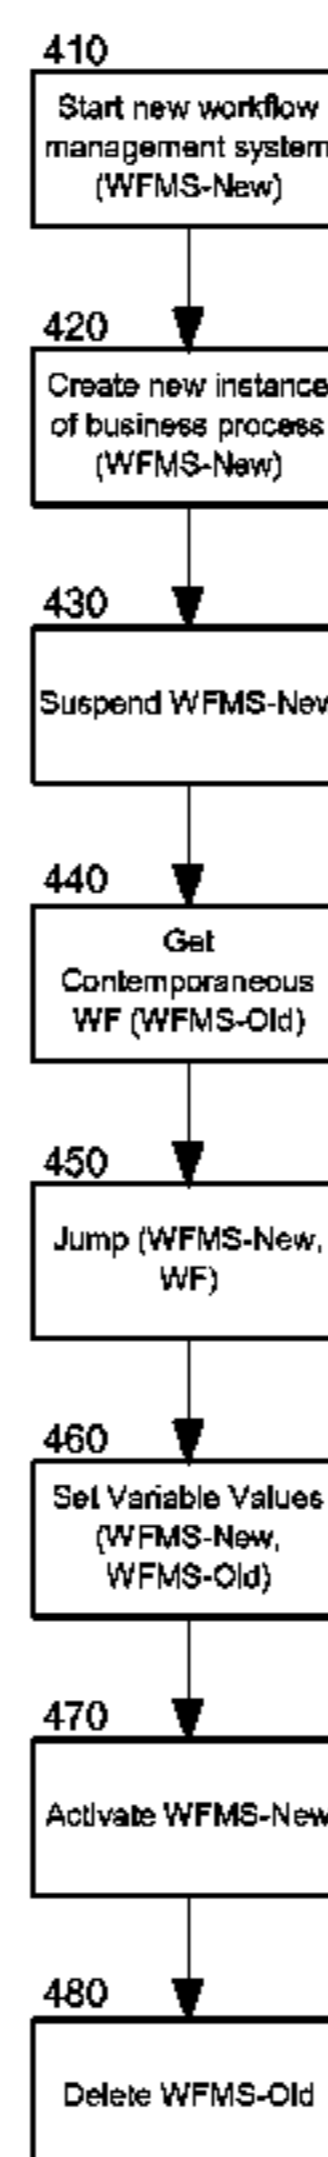 410
Start new workflow
management system
(WFMS-New)
420
Create new instance
of business process
(WFMS-New)
430
Suspend WFMS-New
440
Get
Contemporaneous
WF (WFMS-Old)
450
Jump (WFMS-New,
WF)
460
Set Variable Values
(WFMS-New,
WFMS-Old)
470
Activate WFMS-New
480
Delete WFMS-Old